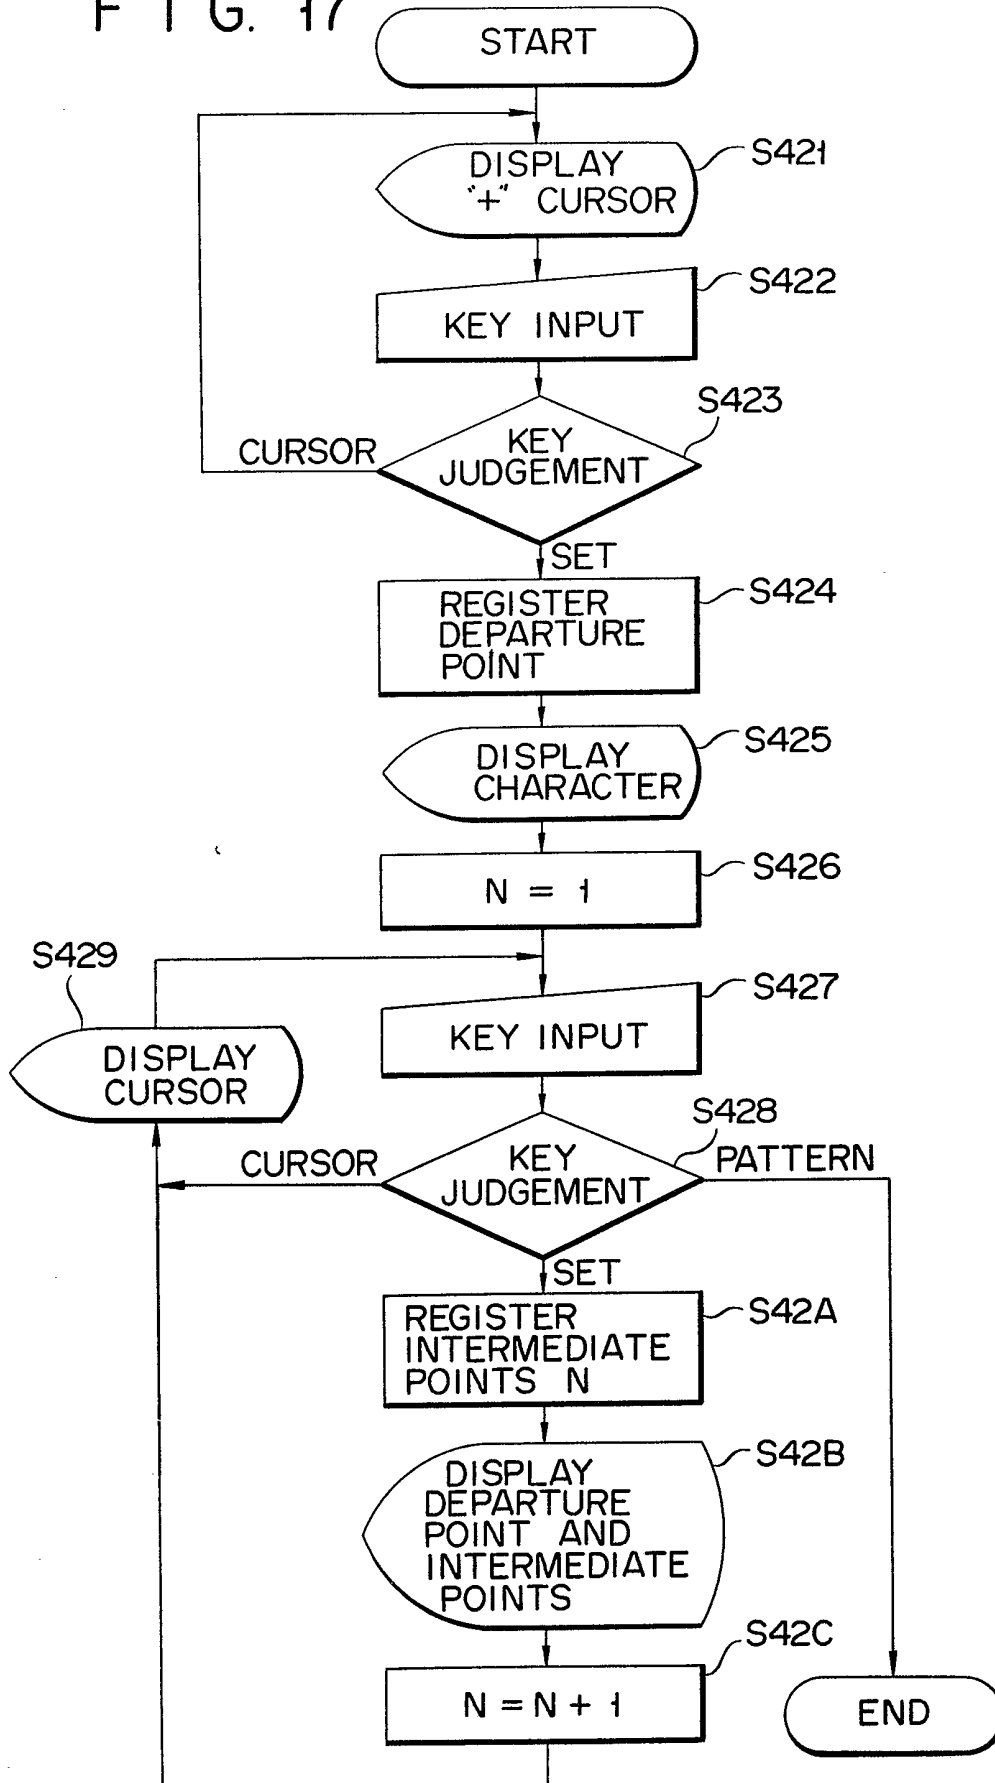 FIG. 17
START
DISPLAY
"+" CURSOR
S421
KEY INPUT
S422
KEY
JUDGEMENT
S423
CURSOR
SET
REGISTER
DEPARTURE
POINT
S424
DISPLAY
CHARACTER
S425
N = 1
S426
S429
DISPLAY
CURSOR
KEY INPUT
S427
KEY
JUDGEMENT
S428
CURSOR
PATTERN
SET
REGISTER
INTERMEDIATE
POINTS N
S42A
DISPLAY
DEPARTURE
POINT AND
INTERMEDIATE
POINTS
S42B
N = N + 1
S42C
END